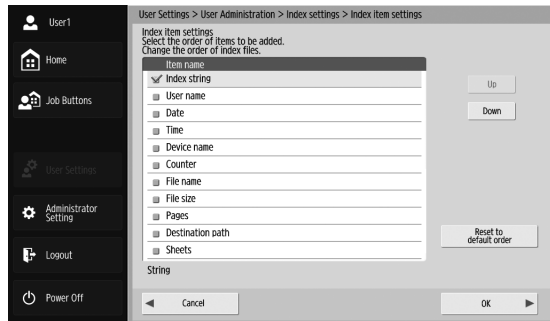 User1
Home
Job Buttons
User Settings
Administrator
Setting
Logout
Power Off
User Settings > User Administration > Index settings > Index item settings
Index item settings
Select the order of items to be added.
Change the order of index files.
Item name
Index string
User name
Date
Time
Device name
Counter
File name
File size
Pages
Destination path
Sheets
String
Up
Down
Reset to
default order
Cancel
OK